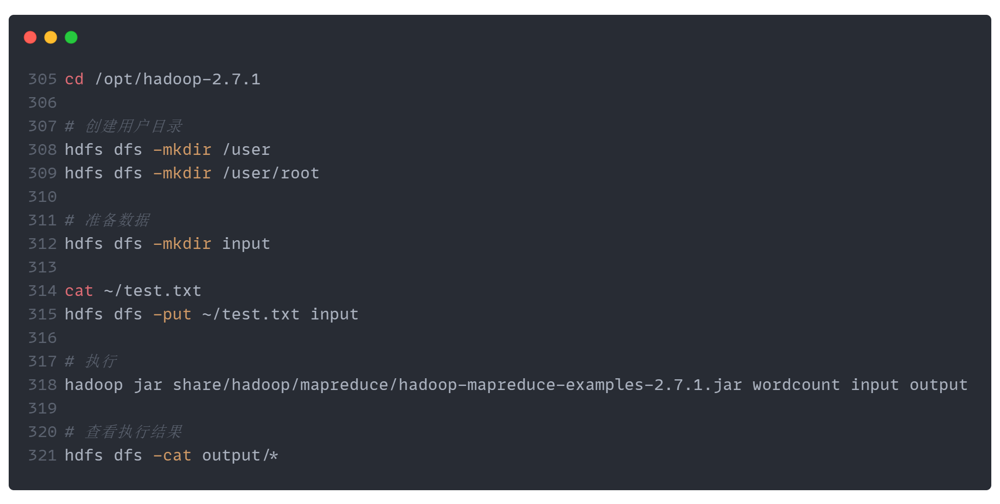 305 cd /opt/hadoop-2.7.1
306
307 # 创建用户目录
308 hdfs dfs -mkdir /user
309 hdfs dfs -mkdir /user/root
310
311 # 准备数据
312 hdfs dfs -mkdir input
313
314 cat ~/test.txt
315 hdfs dfs -put ~/test.txt input
316
317 # 执行
318 hadoop jar share/hadoop/mapreduce/hadoop-mapreduce-examples-2.7.1.jar wordcount input output
319
320 # 查看执行结果
321 hdfs dfs -cat output/*